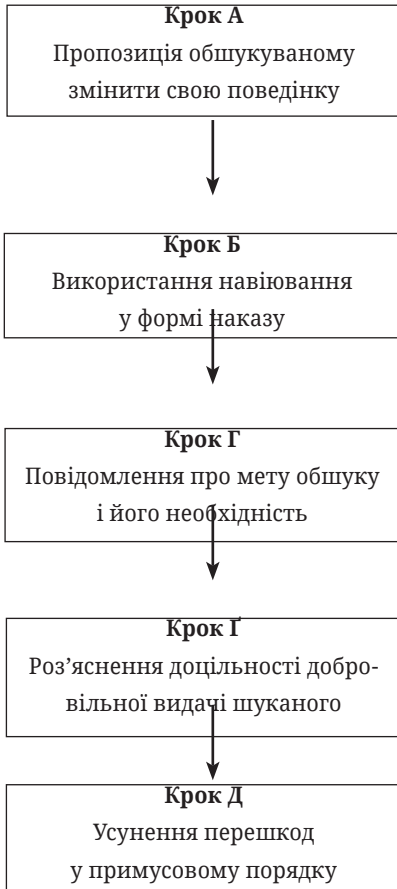 Крок А
Пропозиція обшукуваному
змінити свою поведінку
Крок Б
Використання навіювання
у формі наказу
Крок Г
Повідомлення про мету обшуку
і його необхідність
Крок Ґ
Роз’яснення доцільності добро-
вільної видачі шуканого
Крок Д
Усунення перешкод
у примусовому порядку